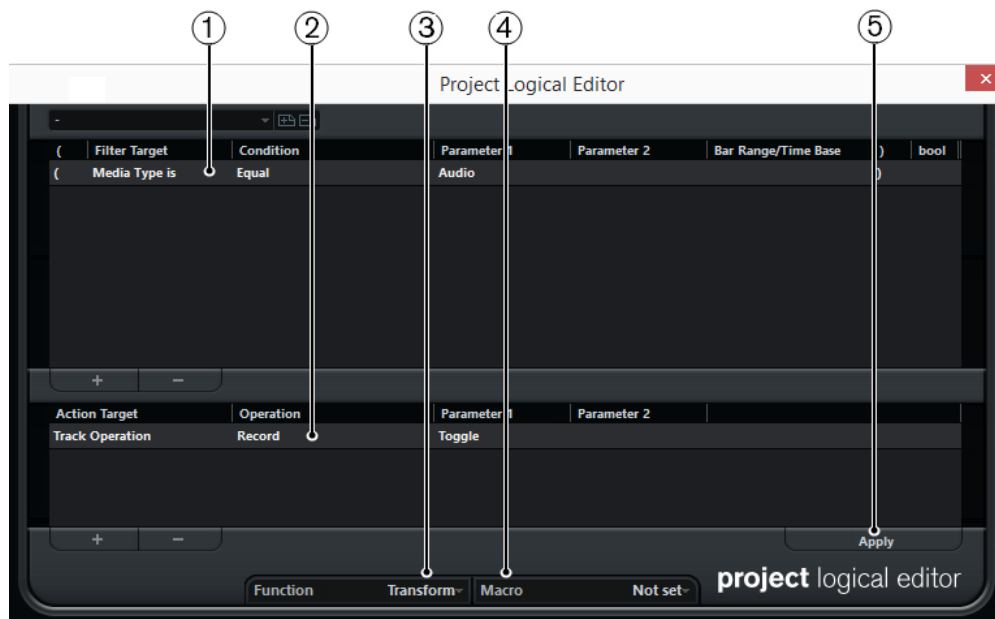 1 2 3 4 5
Project Logical Editor
-
( Filter Target Condition Parameter 1 Parameter 2 Bar Range/Time Base ) bool
( Media Type is Equal Audio )
+ −
Action Target Operation Parameter 1 Parameter 2
Track Operation Record Toggle
+ −
Apply
Function Transform Macro Not set
project logical editor